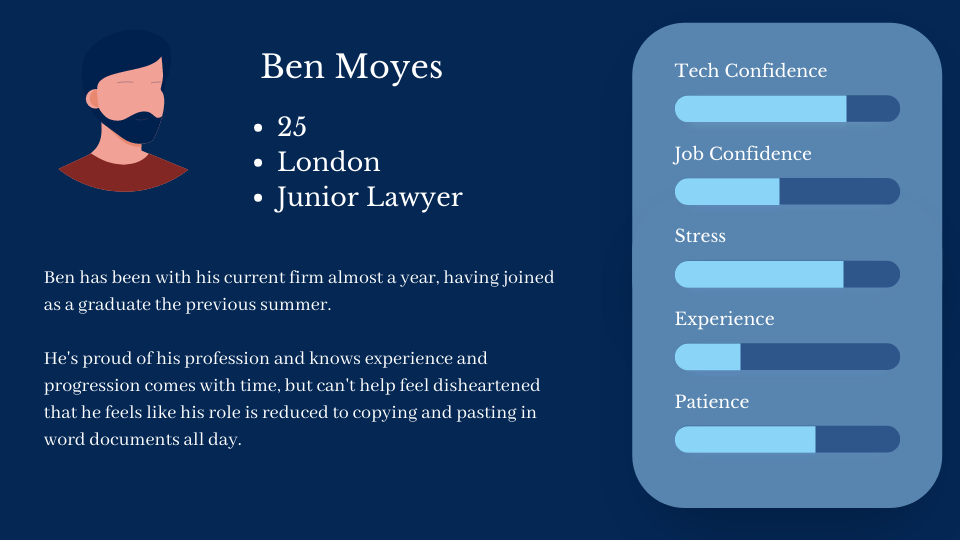 Ben Moyes
• 25
• London
• Junior Lawyer
Ben has been with his current firm almost a year, having joined
as a graduate the previous summer.
He's proud of his profession and knows experience and
progression comes with time, but can't help feel disheartened
that he feels like his role is reduced to copying and pasting in
word documents all day.
Tech Confidence
Job Confidence
Stress
Experience
Patience